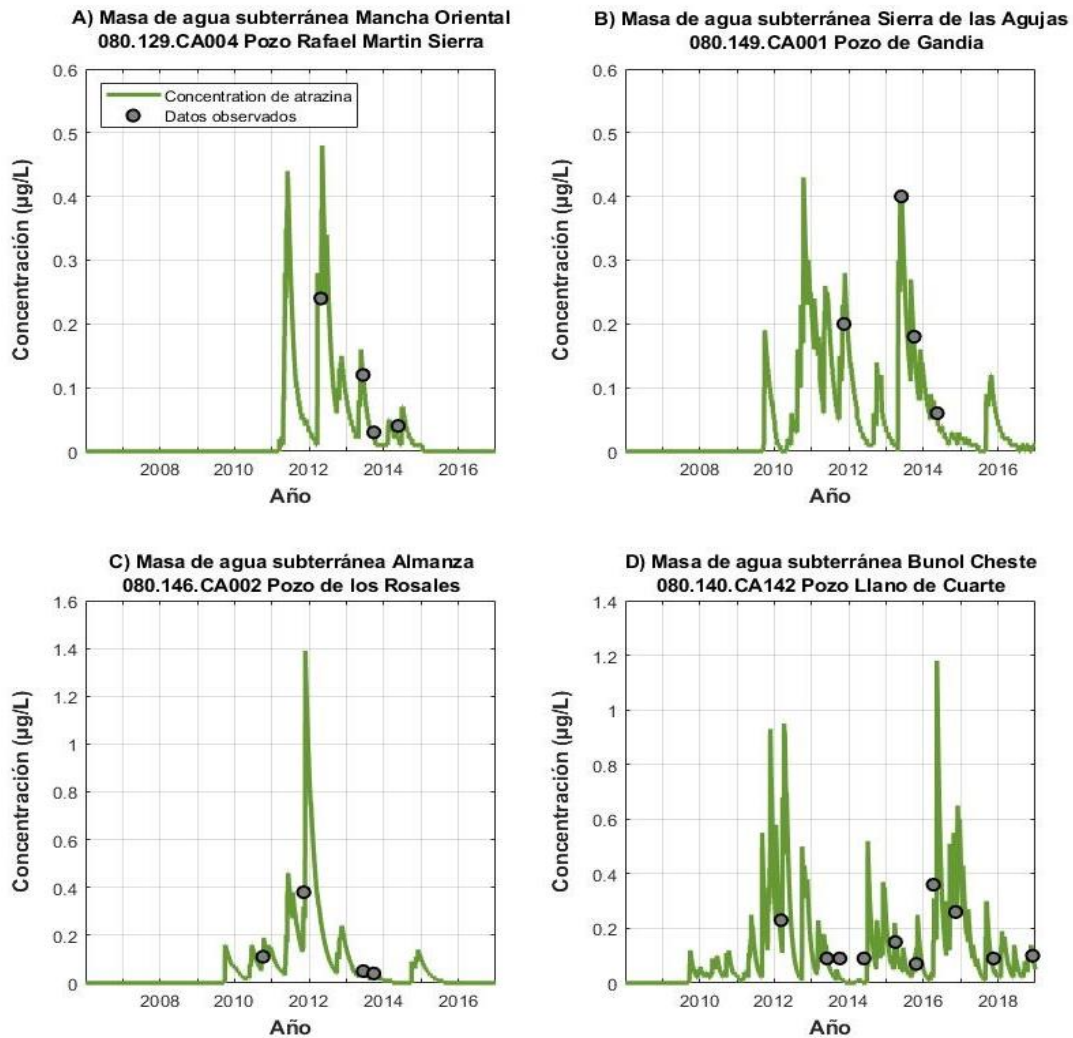 A) Masa de agua subterránea Mancha Oriental
080.129.CA004 Pozo Rafael Martin Sierra
0.6
0.5
0.4
0.3
0.2
0.1
0
Concentración (µg/L)
Concentration de atrazina
Datos observados
2008 2010 2012 2014 2016
Año
B) Masa de agua subterránea Sierra de las Agujas
080.149.CA001 Pozo de Gandia
0.6
0.5
0.4
0.3
0.2
0.1
0
Concentración (µg/L)
2008 2010 2012 2014 2016
Año
C) Masa de agua subterránea Almanza
080.146.CA002 Pozo de los Rosales
1.6
1.4
1.2
1
0.8
0.6
0.4
0.2
0
Concentración (µg/L)
2008 2010 2012 2014 2016
Año
D) Masa de agua subterránea Bunol Cheste
080.140.CA142 Pozo Llano de Cuarte
1.4
1.2
1
0.8
0.6
0.4
0.2
0
Concentración (µg/L)
2010 2012 2014 2016 2018
Año